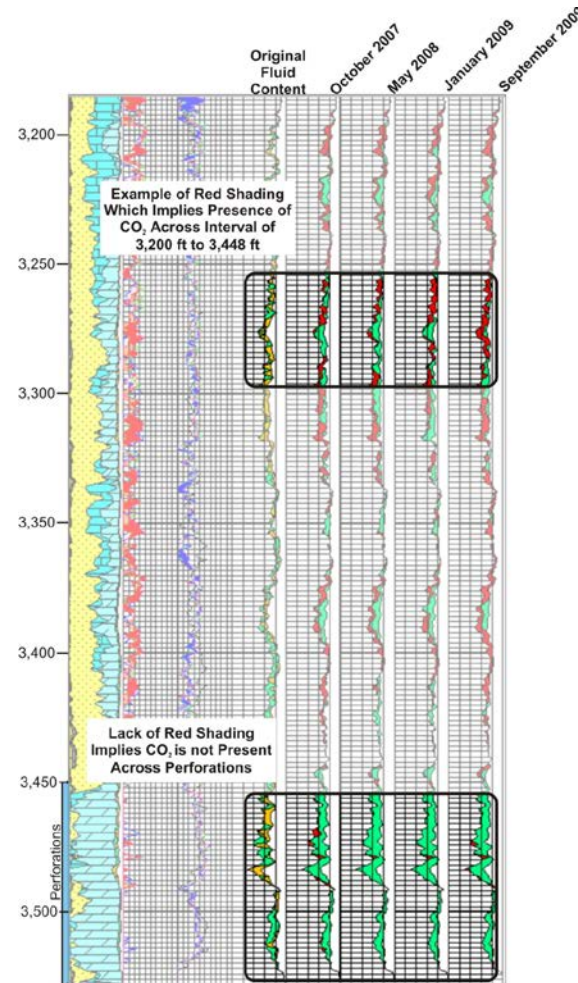 Original
Fluid
Content
October 2007
May 2008
January 2009
September 2009
3,200
Example of Red Shading
Which Implies Presence of
CO₂ Across Interval of
3,200 ft to 3,448 ft
3,250
3,300
3,350
3,400
Lack of Red Shading
Implies CO₂ is not Present
Across Perforations
3,450
Perforations
3,500